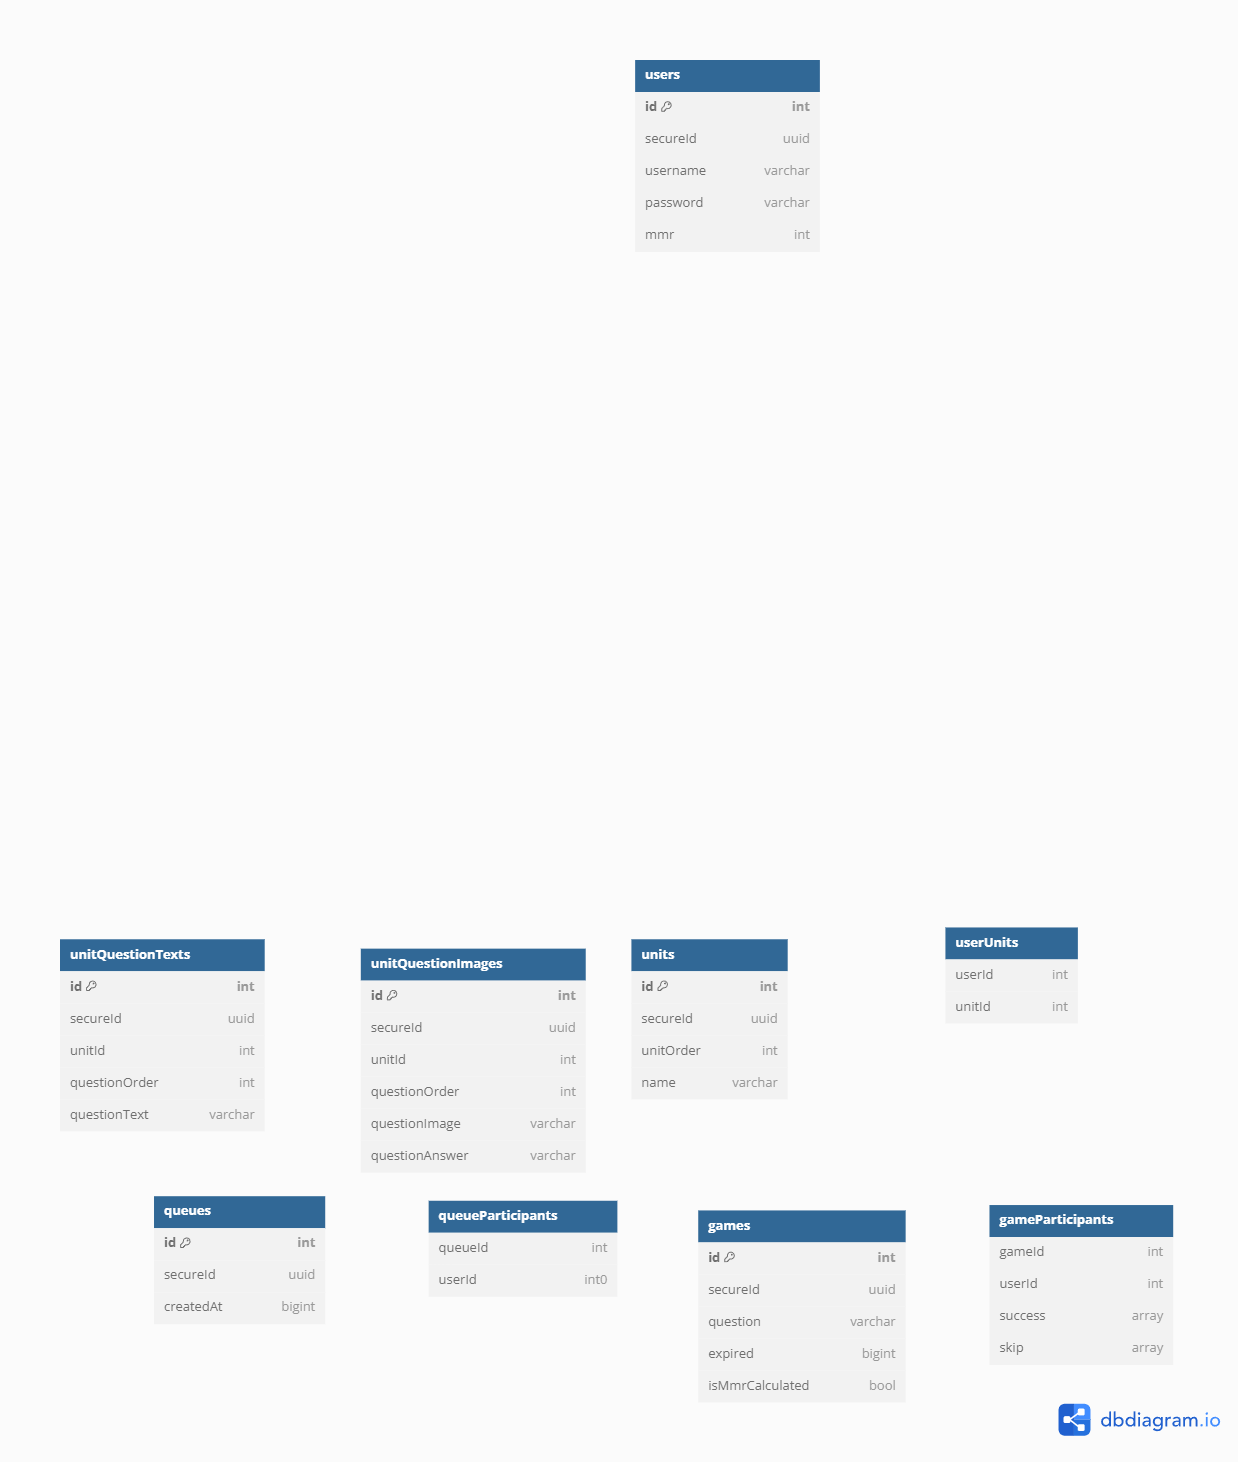 users
id int
secureId uuid
username varchar
password varchar
mmr int
unitQuestionTexts
id int
secureId uuid
unitId int
questionOrder int
questionText varchar
unitQuestionImages
id int
secureId uuid
unitId int
questionOrder int
questionImage varchar
questionAnswer varchar
units
id int
secureId uuid
unitOrder int
name varchar
userUnits
userId int
unitId int
queues
id int
secureId uuid
createdAt bigint
queueParticipants
queueId int
userId int0
games
id int
secureId uuid
question varchar
expired bigint
isMmrCalculated bool
gameParticipants
gameId int
userId int
success array
skip array
dbdiagram.io